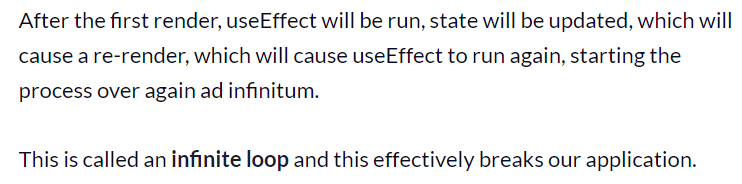 After the first render, useEffect will be run, state will be updated, which will
cause a re-render, which will cause useEffect to run again, starting the
process over again ad infinitum.
This is called an infinite loop and this effectively breaks our application.